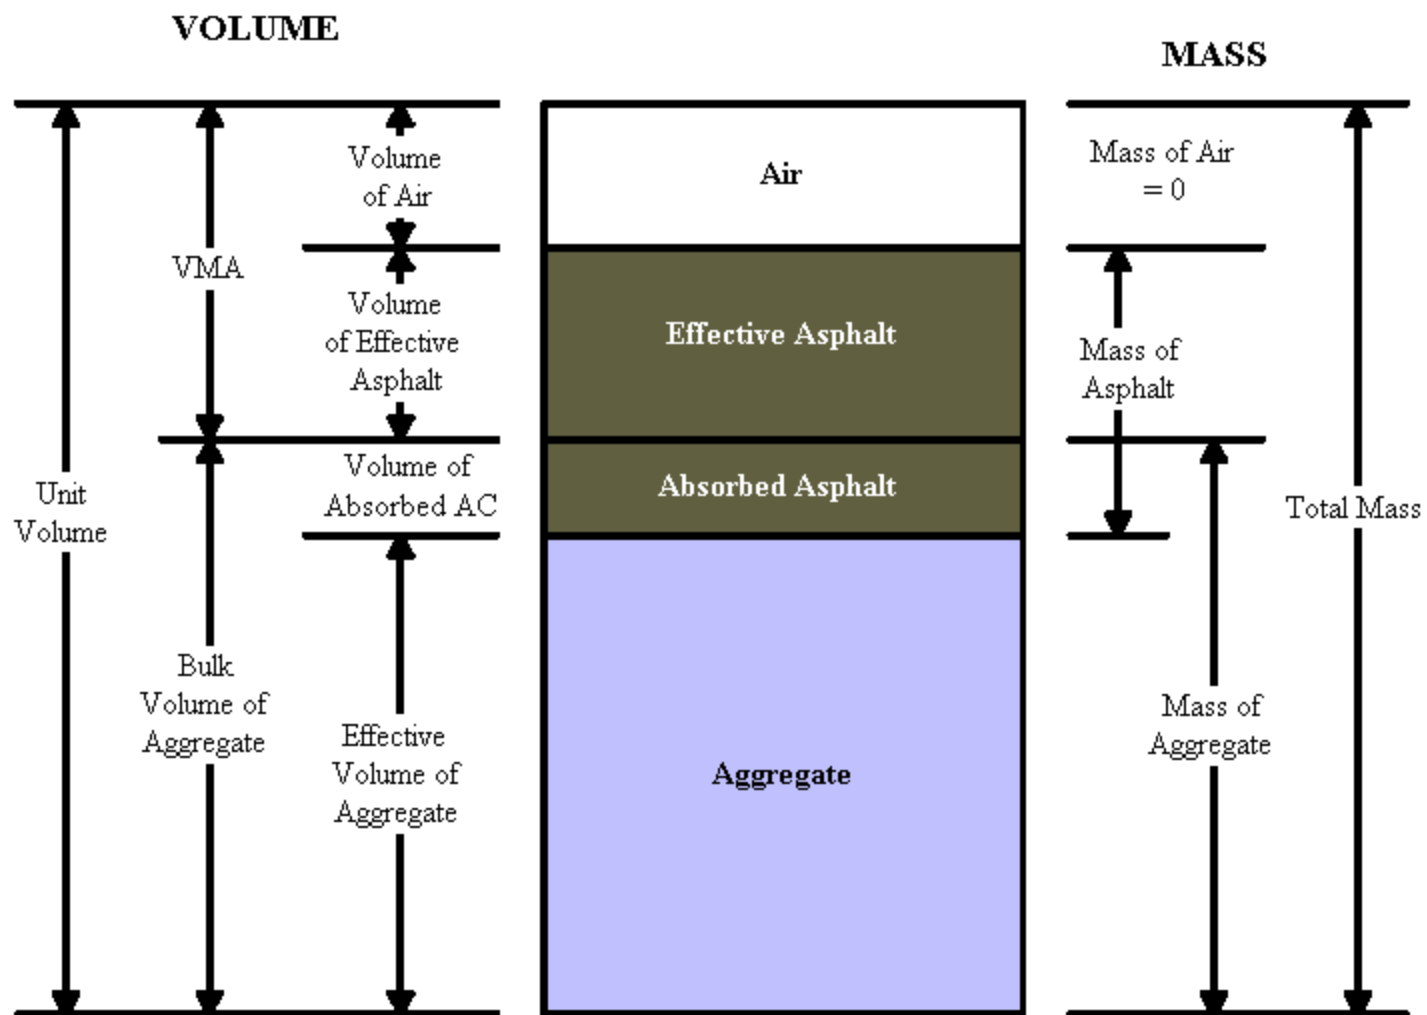 VOLUME
MASS
Volume
of Air
Air
Mass of Air
= 0
VMA
Volume
of Effective
Asphalt
Effective Asphalt
Mass of
Asphalt
Volume of
Absorbed AC
Absorbed Asphalt
Unit
Volume
Total Mass
Bulk
Volume of
Aggregate
Effective
Volume of
Aggregate
Aggregate
Mass of
Aggregate